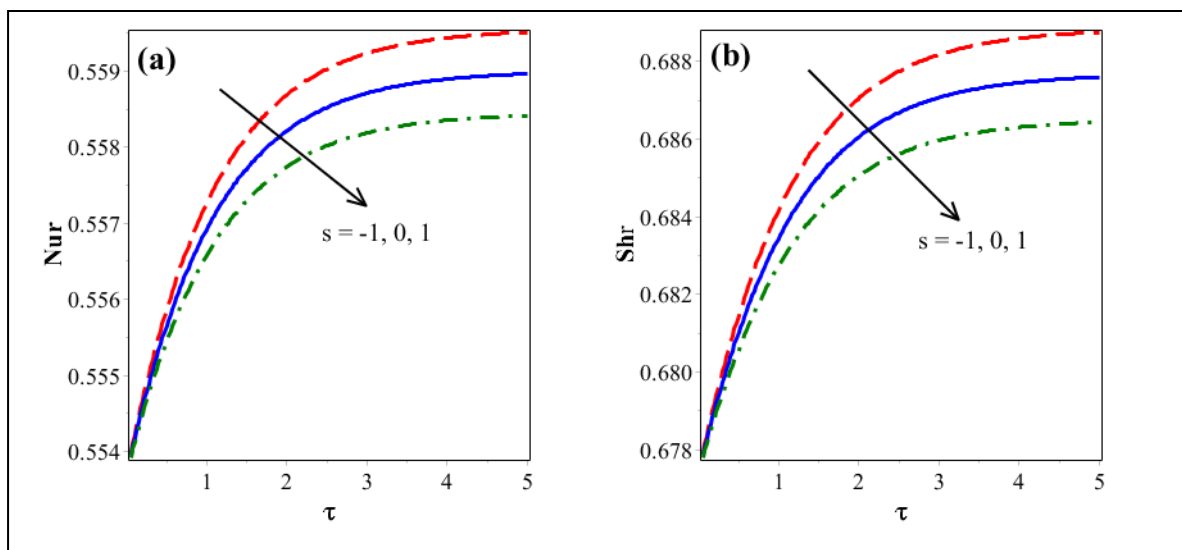 (a)
0.559
0.558
0.557
0.556
0.555
0.554
Nur
s = -1, 0, 1
1 2 3 4 5
τ
(b)
0.688
0.686
0.684
0.682
0.680
0.678
Shr
s = -1, 0, 1
1 2 3 4 5
τ